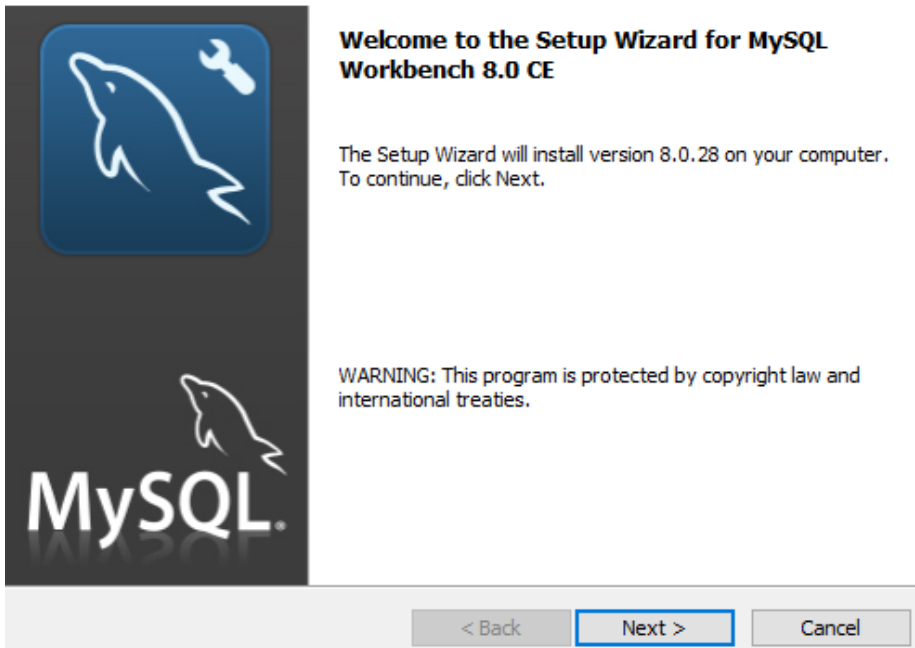 Welcome to the Setup Wizard for MySQL
Workbench 8.0 CE
The Setup Wizard will install version 8.0.28 on your computer.
To continue, click Next.
WARNING: This program is protected by copyright law and
international treaties.
MySQL®
< Back
Next >
Cancel